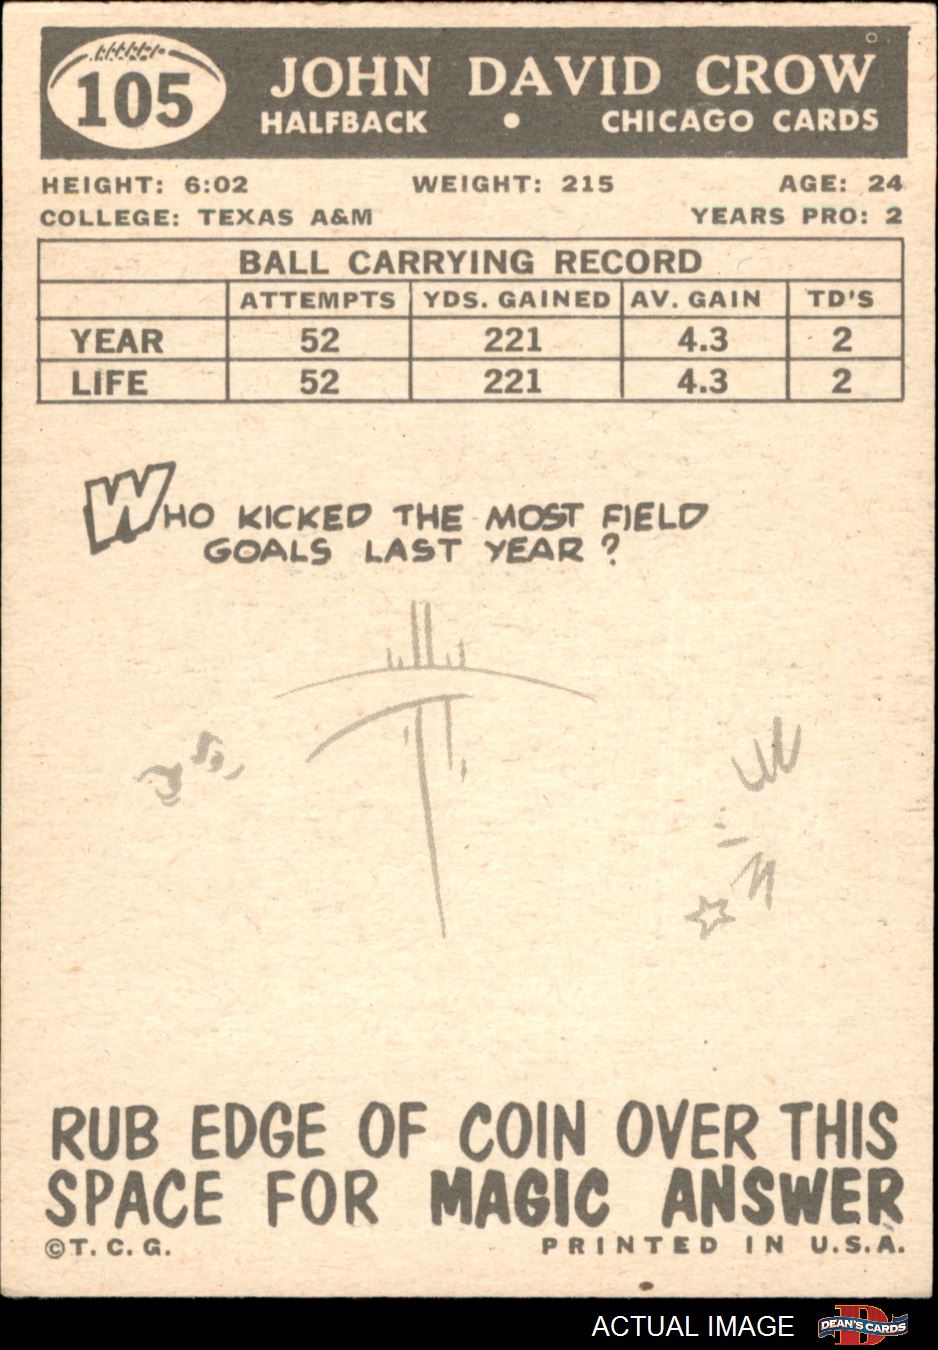 105
JOHN DAVID CROW
HALFBACK • CHICAGO CARDS
HEIGHT: 6:02 WEIGHT: 215 AGE: 24
COLLEGE: TEXAS A&M YEARS PRO: 2
BALL CARRYING RECORD
ATTEMPTS YDS. GAINED AV. GAIN TD'S
YEAR 52 221 4.3 2
LIFE 52 221 4.3 2
WHO KICKED THE MOST FIELD
GOALS LAST YEAR?
RUB EDGE OF COIN OVER THIS
SPACE FOR MAGIC ANSWER
©T. C. G. PRINTED IN U.S.A.
ACTUAL IMAGE
D
DEAN'S CARDS